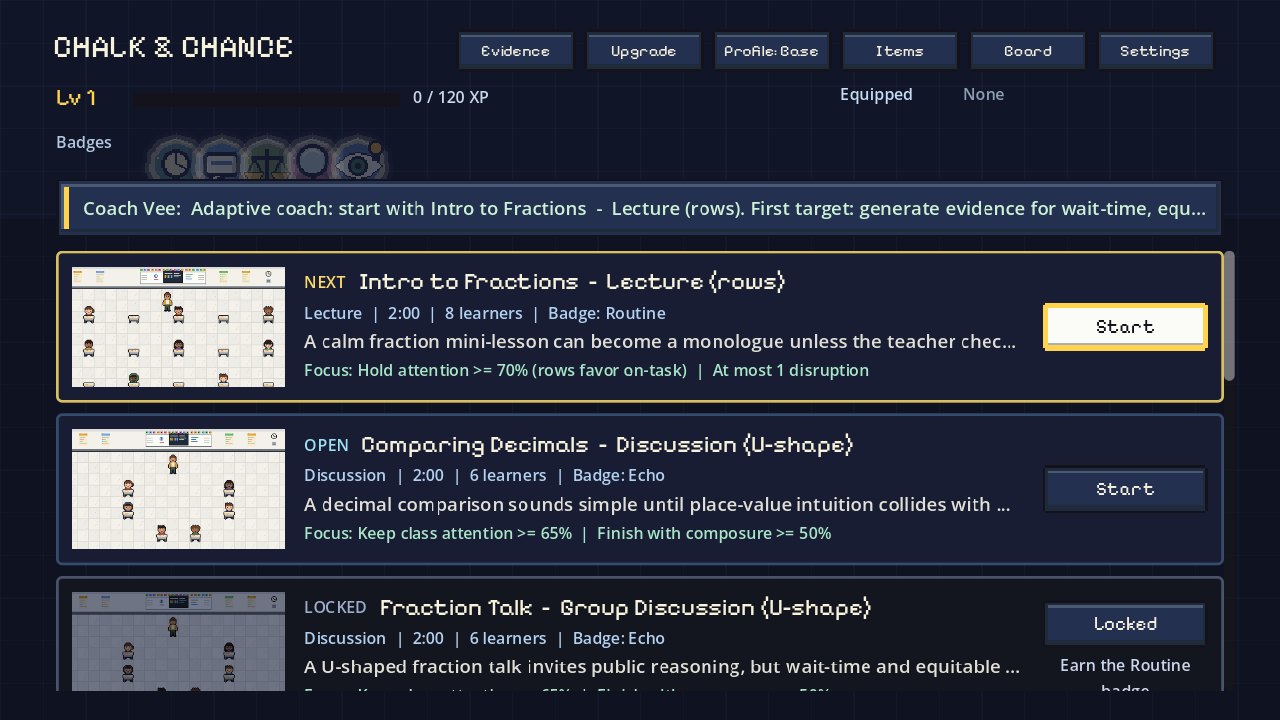 CHALK & CHANCE
Evidence
Upgrade
Profile: Base
Items
Board
Settings
Lv 1
0 / 120 XP
Equipped
None
Badges
Coach Vee: Adaptive coach: start with Intro to Fractions - Lecture (rows). First target: generate evidence for wait-time, equ...
NEXT Intro to Fractions - Lecture (rows)
Lecture | 2:00 | 8 learners | Badge: Routine
A calm fraction mini-lesson can become a monologue unless the teacher chec...
Focus: Hold attention >= 70% (rows favor on-task) | At most 1 disruption
Start
OPEN Comparing Decimals - Discussion (U-shape)
Discussion | 2:00 | 6 learners | Badge: Echo
A decimal comparison sounds simple until place-value intuition collides with ...
Focus: Keep class attention >= 65% | Finish with composure >= 50%
Start
LOCKED Fraction Talk - Group Discussion (U-shape)
Discussion | 2:00 | 6 learners | Badge: Echo
A U-shaped fraction talk invites public reasoning, but wait-time and equitable ...
Locked
Earn the Routine
badge